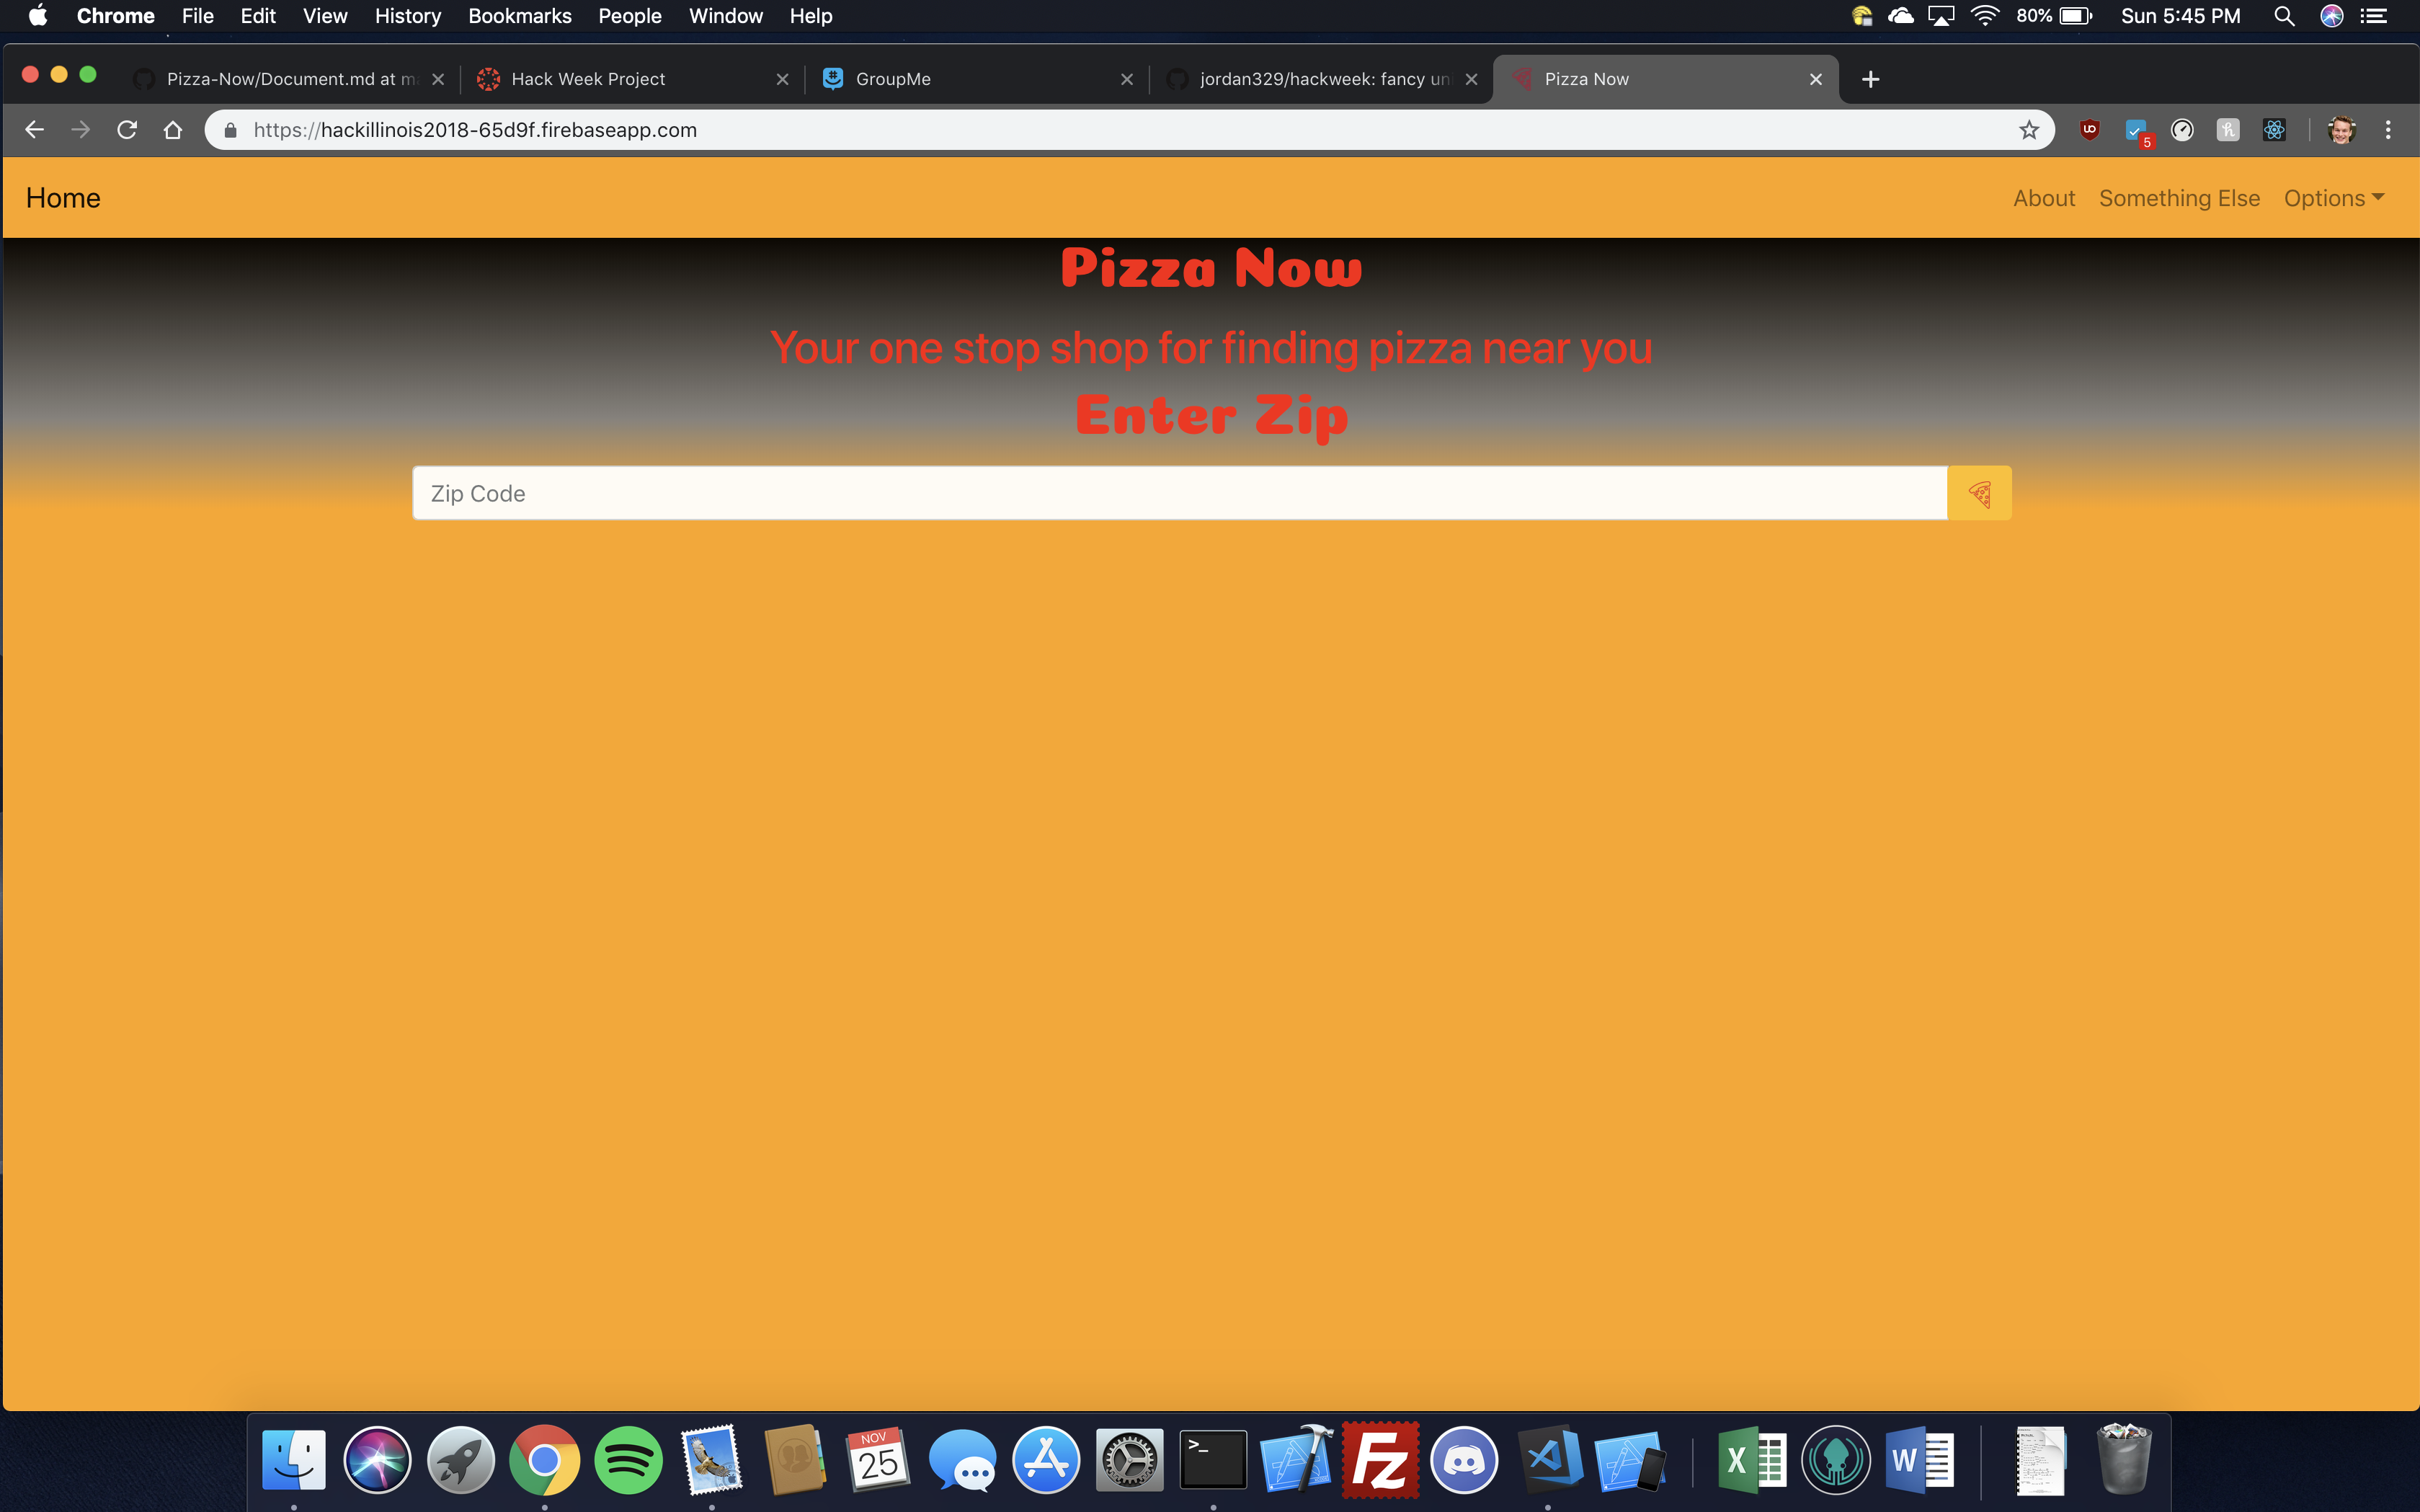 Chrome File Edit View History Bookmarks People Window Help 80% Sun 5:45 PM
Pizza-Now/Document.md at m Hack Week Project GroupMe jordan329/hackweek: fancy un Pizza Now
https://hackillinois2018-65d9f.firebaseapp.com 5
Home About Something Else Options
Pizza Now
Your one stop shop for finding pizza near you
Enter Zip
Zip Code
NOV
25
>_
Fz
X
W